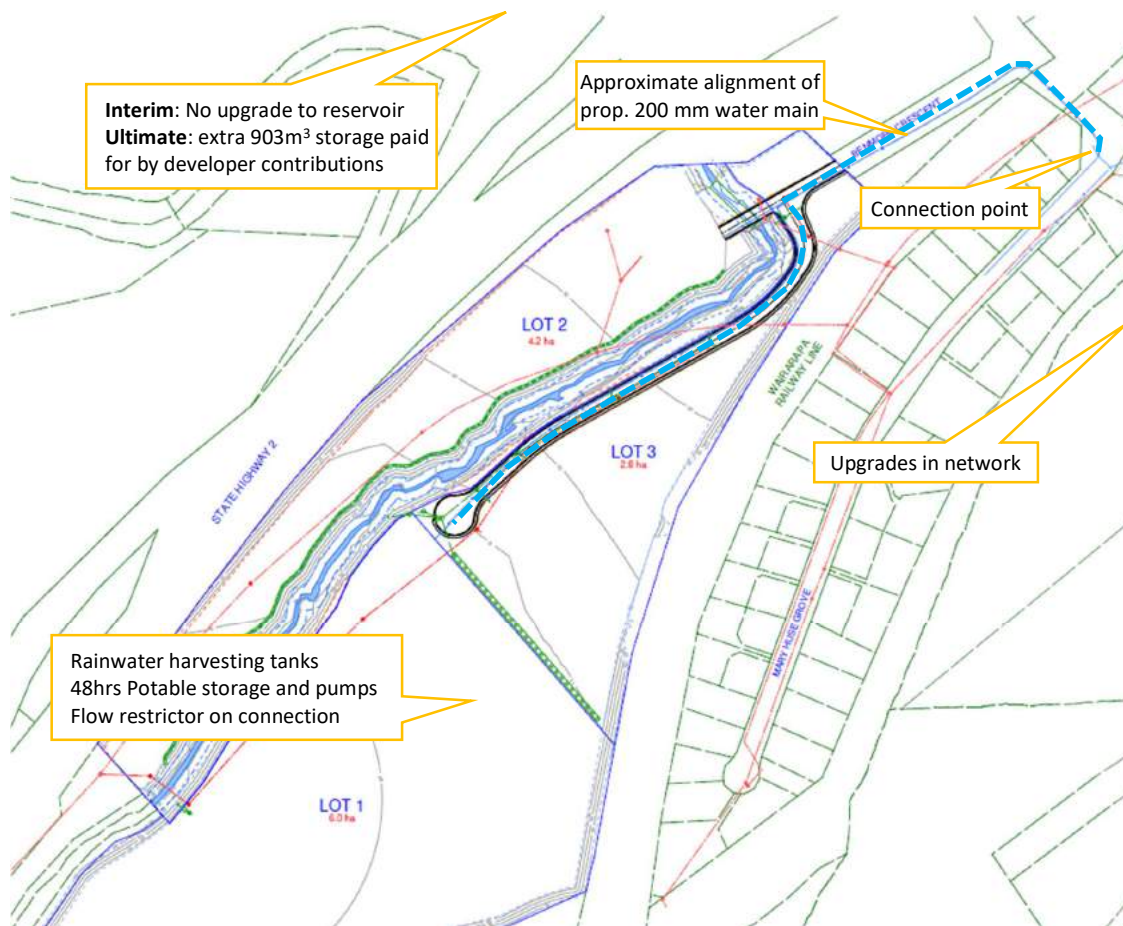 Interim: No upgrade to reservoir
Ultimate: extra 903m³ storage paid
for by developer contributions
Approximate alignment of
prop. 200 mm water main
BENMORE CRESCENT
Connection point
LOT 2
4.2 ha
WAIRARAPA
RAILWAY LINE
LOT 3
2.8 ha
STATE HIGHWAY 2
Upgrades in network
MARY HUSE GROVE
Rainwater harvesting tanks
48hrs Potable storage and pumps
Flow restrictor on connection
LOT 1
6.0 ha